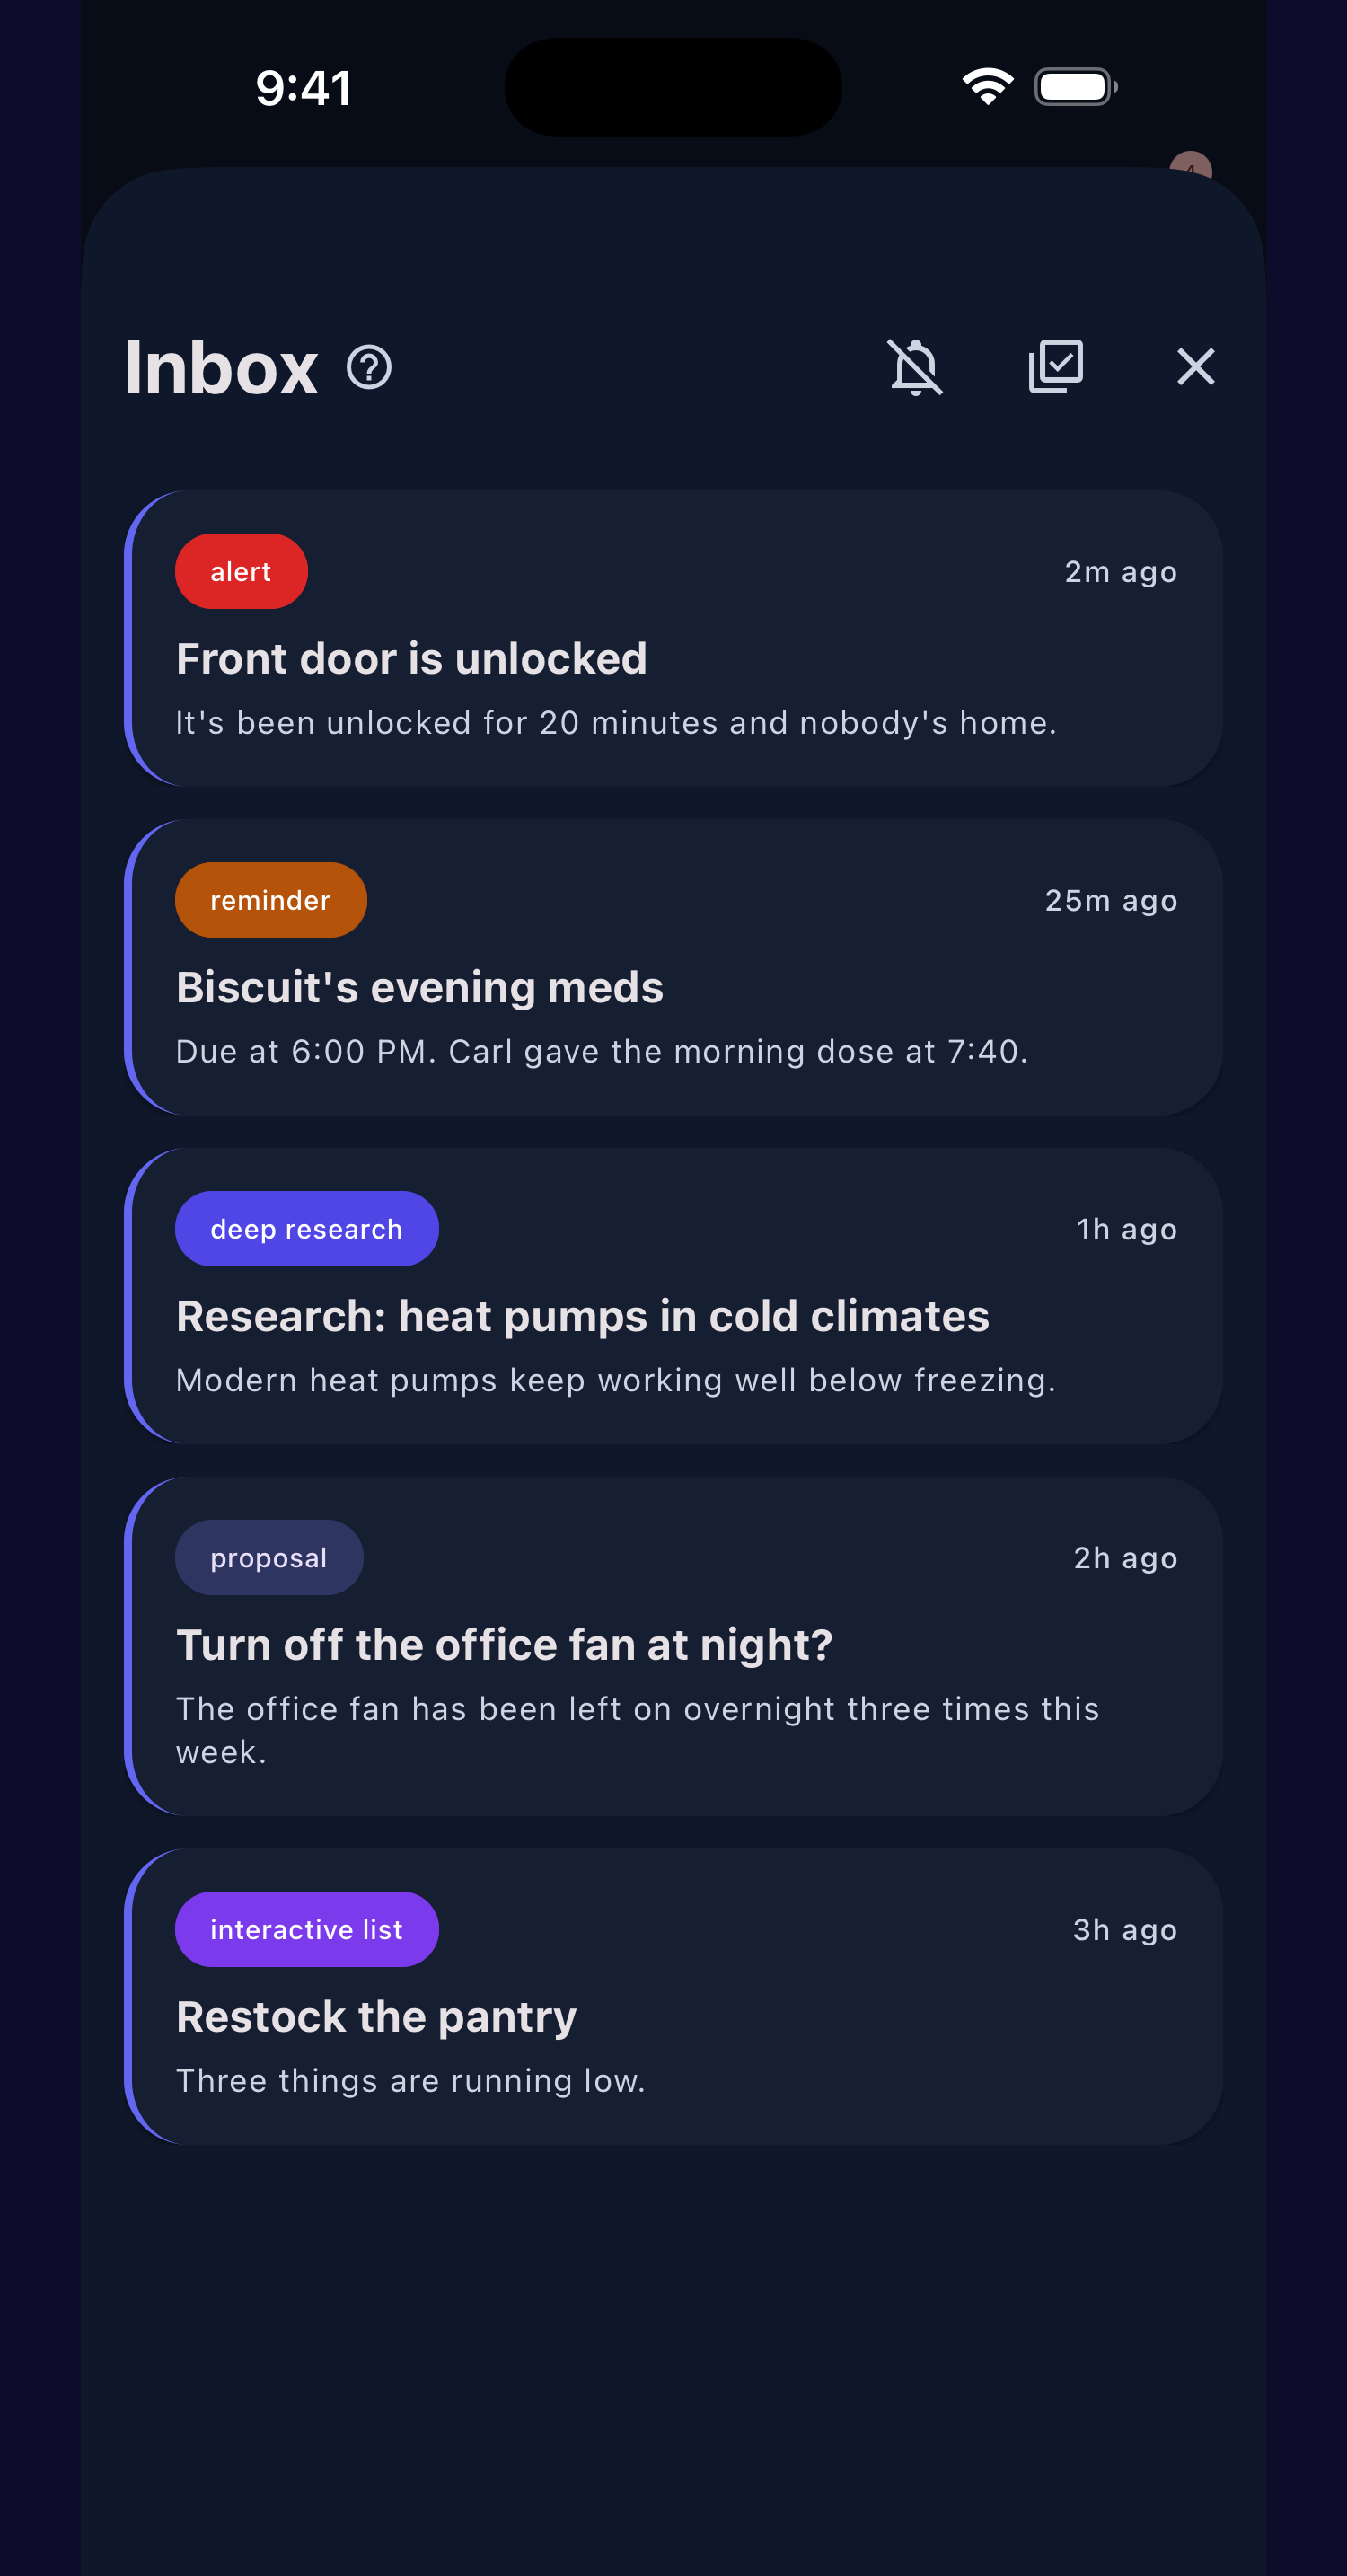 9:41
Inbox
alert
2m ago
Front door is unlocked
It's been unlocked for 20 minutes and nobody's home.
reminder
25m ago
Biscuit's evening meds
Due at 6:00 PM. Carl gave the morning dose at 7:40.
deep research
1h ago
Research: heat pumps in cold climates
Modern heat pumps keep working well below freezing.
proposal
2h ago
Turn off the office fan at night?
The office fan has been left on overnight three times this
week.
interactive list
3h ago
Restock the pantry
Three things are running low.